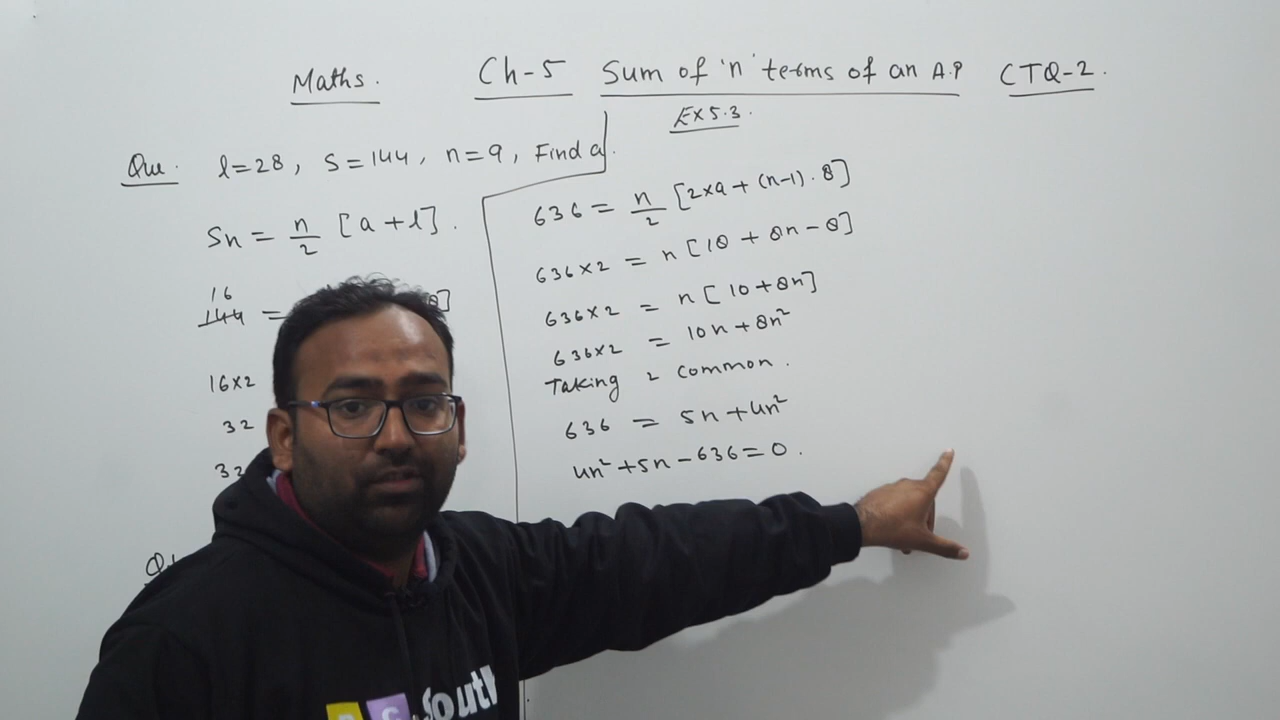 Maths. Ch-5 Sum of 'n' terms of an A.P CTQ-2.
Ex 5.3.
Que. l=28, S=144, n=9, Find a.
Sn = n/2 [a+l].
16
144 =
16×2
32
32
636 = n/2 [2×9+(n-1).8]
636×2 = n[18+8n-8]
636×2 = n[10+8n]
636×2 = 10n+8n²
Taking 2 common.
636 = 5n+4n²
4n²+5n-636=0.